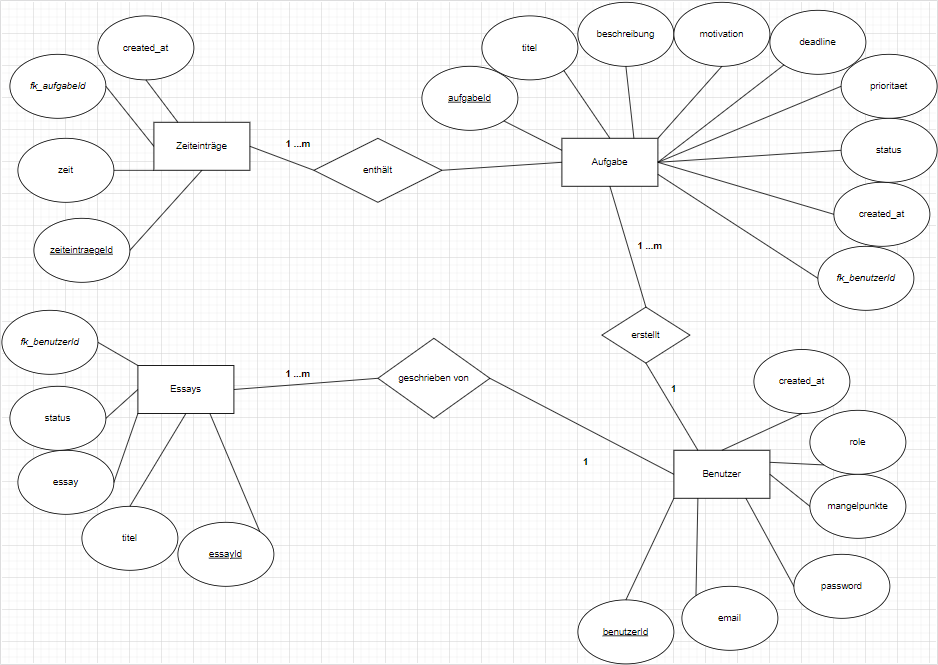 created_at
fk_aufgabeId
zeit
zeiteintraegeId
Zeiteinträge
1 ...m
enthält
titel
beschreibung
motivation
deadline
aufgabeId
prioritaet
status
created_at
fk_benutzerId
Aufgabe
1 ...m
erstellt
1
fk_benutzerId
status
essay
titel
essayId
Essays
1 ...m
geschrieben von
1
created_at
role
mangelpunkte
password
email
benutzerId
Benutzer